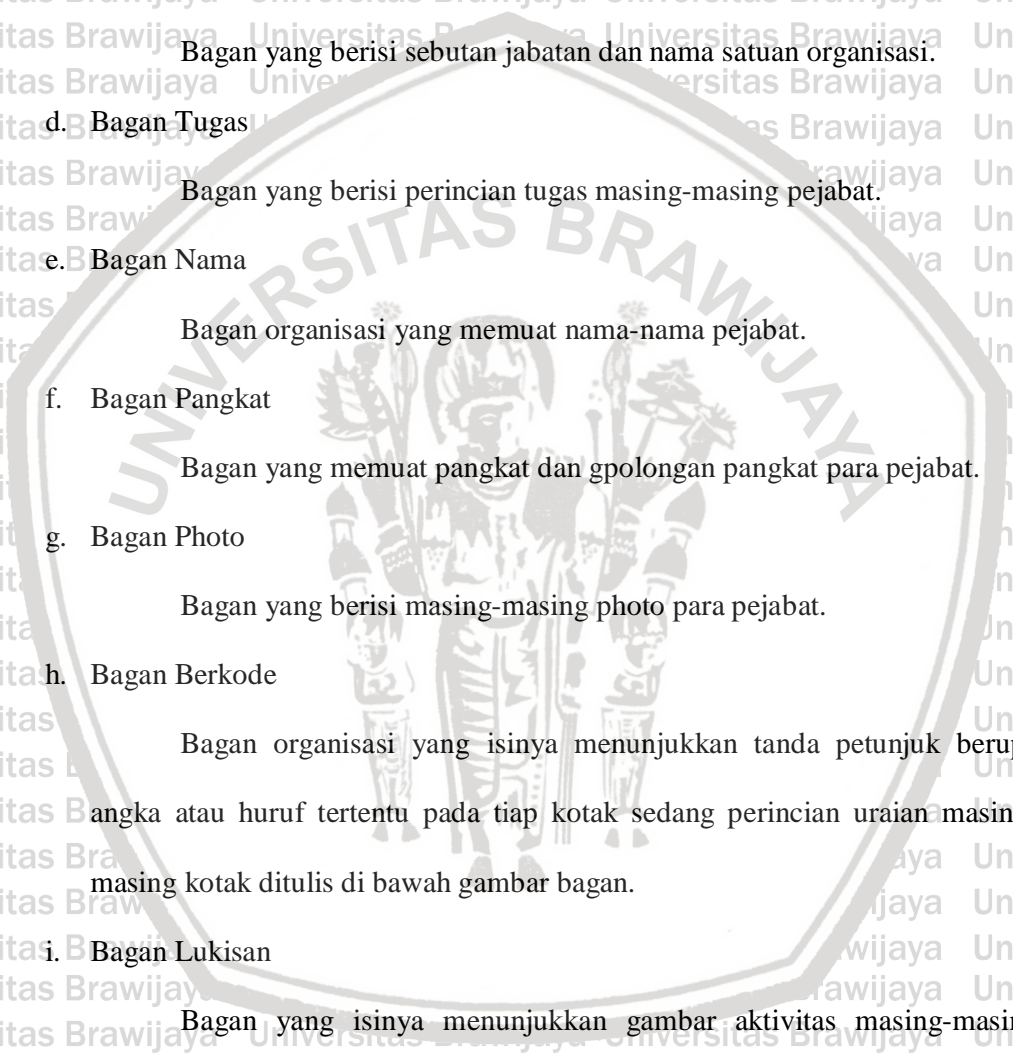 Bagan yang berisi sebutan jabatan dan nama satuan organisasi.
d. Bagan Tugas
Bagan yang berisi perincian tugas masing-masing pejabat.
e. Bagan Nama
Bagan organisasi yang memuat nama-nama pejabat.
f. Bagan Pangkat
Bagan yang memuat pangkat dan gpolongan pangkat para pejabat.
g. Bagan Photo
Bagan yang berisi masing-masing photo para pejabat.
h. Bagan Berkode
Bagan organisasi yang isinya menunjukkan tanda petunjuk berup
angka atau huruf tertentu pada tiap kotak sedang perincian uraian masin
masing kotak ditulis di bawah gambar bagan.
i. Bagan Lukisan
Bagan yang isinya menunjukkan gambar aktivitas masing-masin
UNIVERSITAS BRAWIJAYA